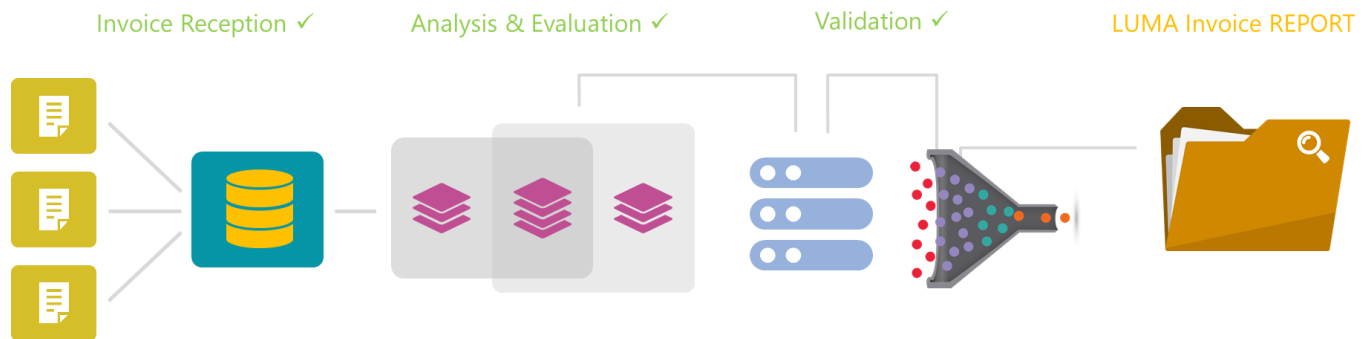 Invoice Reception ✓
Analysis & Evaluation ✓
Validation ✓
LUMA Invoice REPORT